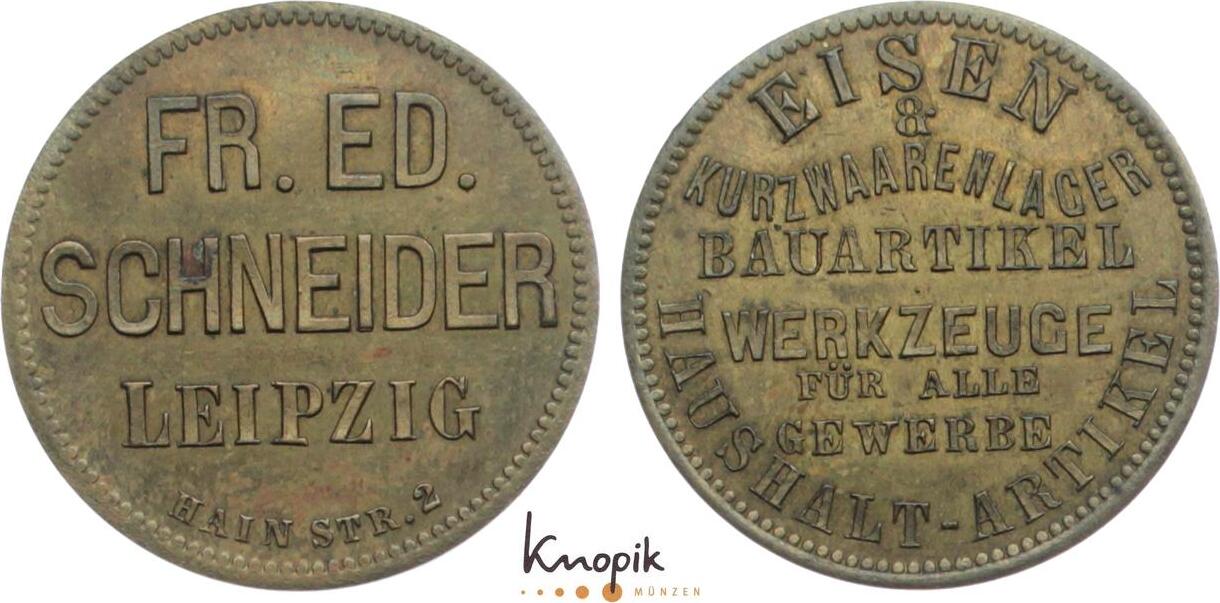 FR. ED.
SCHNEIDER
LEIPZIG
HAIN STR. 2
EISEN
&
KURZWAARENLAGER
BAUARTIKEL
WERKZEUGE
FÜR ALLE
GEWERBE
HAUSHALT-ARTIKEL
Knopik
MÜNZEN